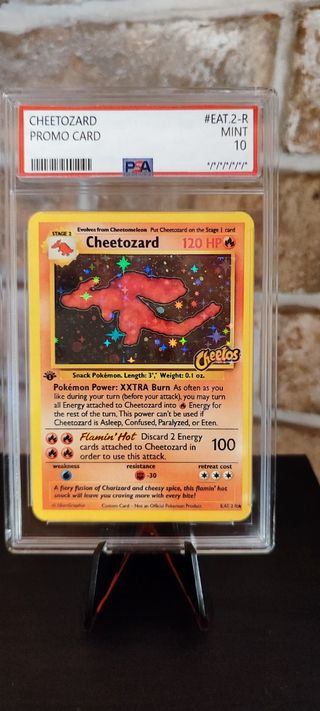 CHEETOZARD #EAT.2-R
PROMO CARD MINT
10
PSA */*/*/*/*/*/*
Evolves from Cheetomeleon Put Cheetozard on the Stage 1 card
STAGE 2
Cheetozard 120 HP
Cheetos
Snack Pokémon. Length: 3", Weight: 0.1 oz.
Pokémon Power: XXTRA Burn As often as you
like during your turn (before your attack), you may
turn all Energy attached to Cheetozard into Energy
for the rest of the turn. This power can't be used if
Cheetozard is Asleep, Confused, Paralyzed, or Eten.
Flamin' Hot Discard 2 Energy
cards attached to Cheetozard in
order to use this attack. 100
weakness resistance retreat cost
-30
A fiery fusion of Charizard and cheesy spice, this flamin' hot
snack will leave you craving more with every bite!
Custom Card - Not an Official Pokemon Product